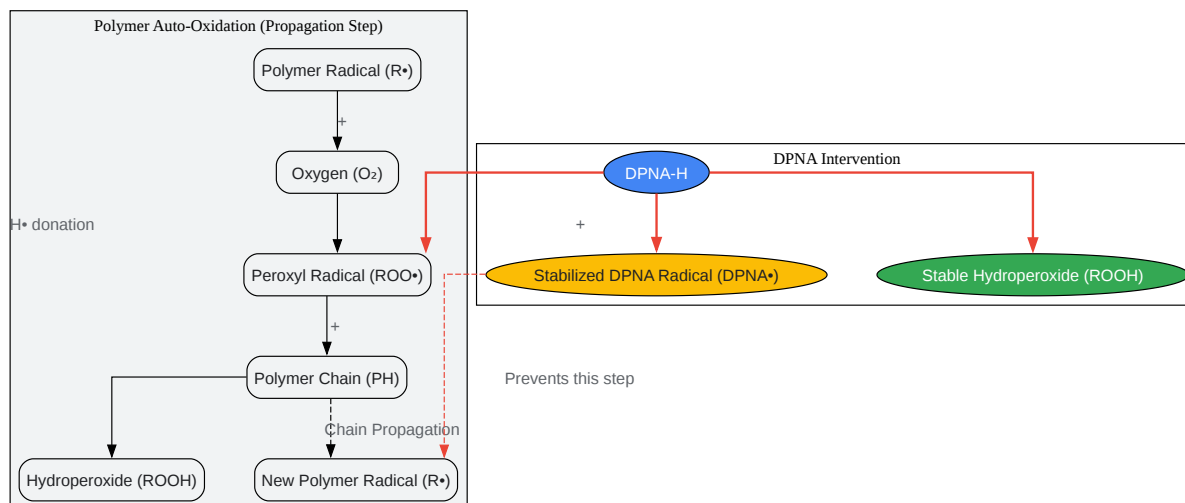 Polymer Auto-Oxidation (Propagation Step)
Polymer Radical (R•)
+
Oxygen (O₂)
H• donation
Peroxyl Radical (ROO•)
+
Polymer Chain (PH)
Chain Propagation
Hydroperoxide (ROOH)
New Polymer Radical (R•)
DPNA Intervention
DPNA-H
+
Stabilized DPNA Radical (DPNA•)
Stable Hydroperoxide (ROOH)
Prevents this step